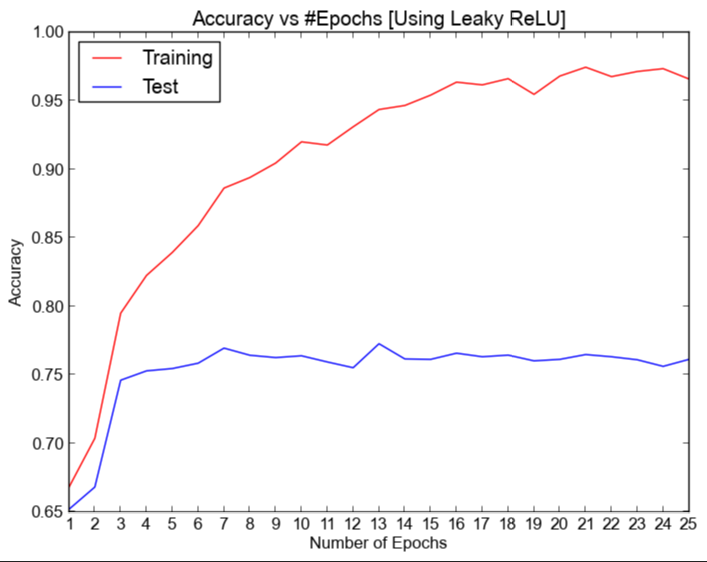 Accuracy vs #Epochs [Using Leaky ReLU]
Training
Test
1.00
0.95
0.90
0.85
0.80
0.75
0.70
0.65
Accuracy
1 2 3 4 5 6 7 8 9 10 11 12 13 14 15 16 17 18 19 20 21 22 23 24 25
Number of Epochs